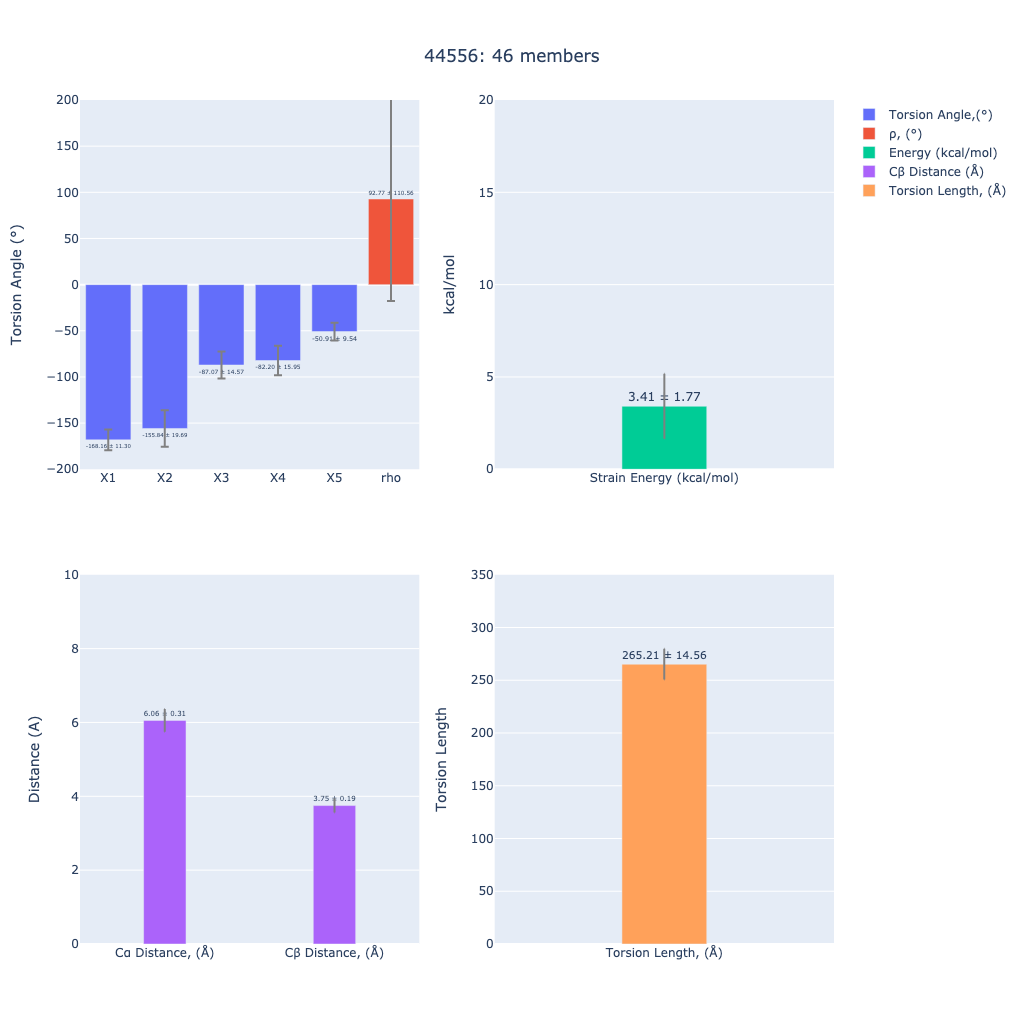 44556: 46 members
Torsion Angle (°)
200
150
100
50
0
−50
−100
−150
−200
-168.16 ± 11.30
-155.84 ± 19.69
-87.07 ± 14.57
-82.20 ± 15.95
-50.91 ± 9.54
92.77 ± 110.56
X1 X2 X3 X4 X5 rho
kcal/mol
20
15
10
5
0
3.41 ± 1.77
Strain Energy (kcal/mol)
Torsion Angle,(°)
ρ, (°)
Energy (kcal/mol)
Cβ Distance (Å)
Torsion Length, (Å)
Distance (A)
10
8
6
4
2
0
6.06 ± 0.31
3.75 ± 0.19
Cα Distance, (Å) Cβ Distance, (Å)
Torsion Length
350
300
250
200
150
100
50
0
265.21 ± 14.56
Torsion Length, (Å)